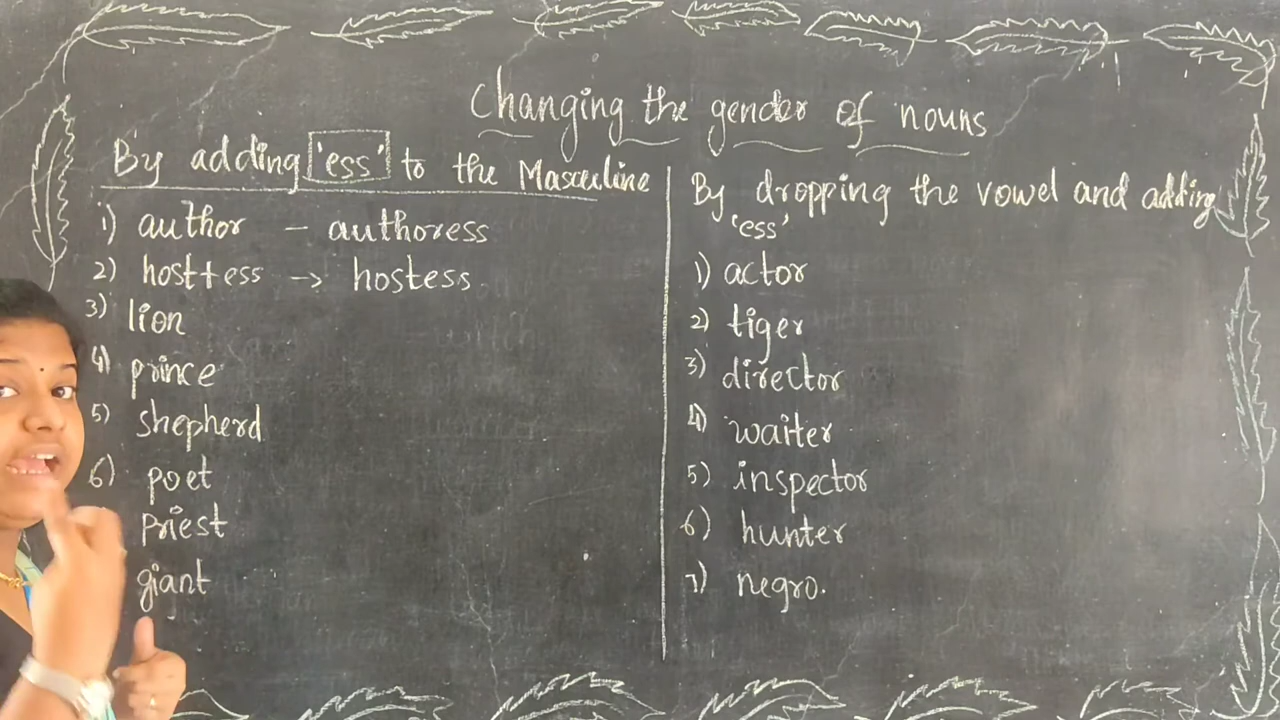 Changing the gender of nouns
By adding 'ess' to the Masculine
1) author – authoress
2) host+ess → hostess
3) lion
4) prince
5) shepherd
6) poet
priest
giant
By dropping the vowel and adding
'ess'
1) actor
2) tiger
3) director
4) waiter
5) inspector
6) hunter
7) negro.